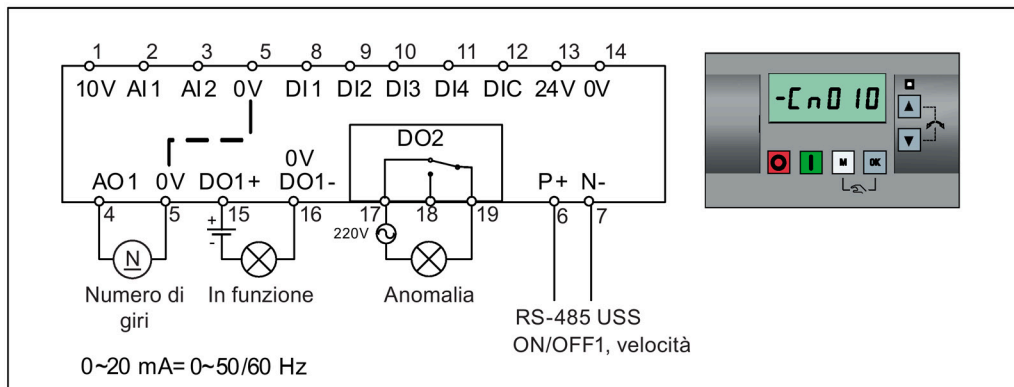 1 2 3 5 8 9 10 11 12 13 14
10V AI1 AI2 0V DI1 DI2 DI3 DI4 DIC 24V 0V
-Cn010
DO2
0V
AO1 0V DO1+ DO1- P+ N-
M OK
4 5 15 16 17 18 19 6 7
+
-
220V
N
Numero di giri
In funzione
Anomalia
RS-485 USS
ON/OFF1, velocità
0~20 mA= 0~50/60 Hz